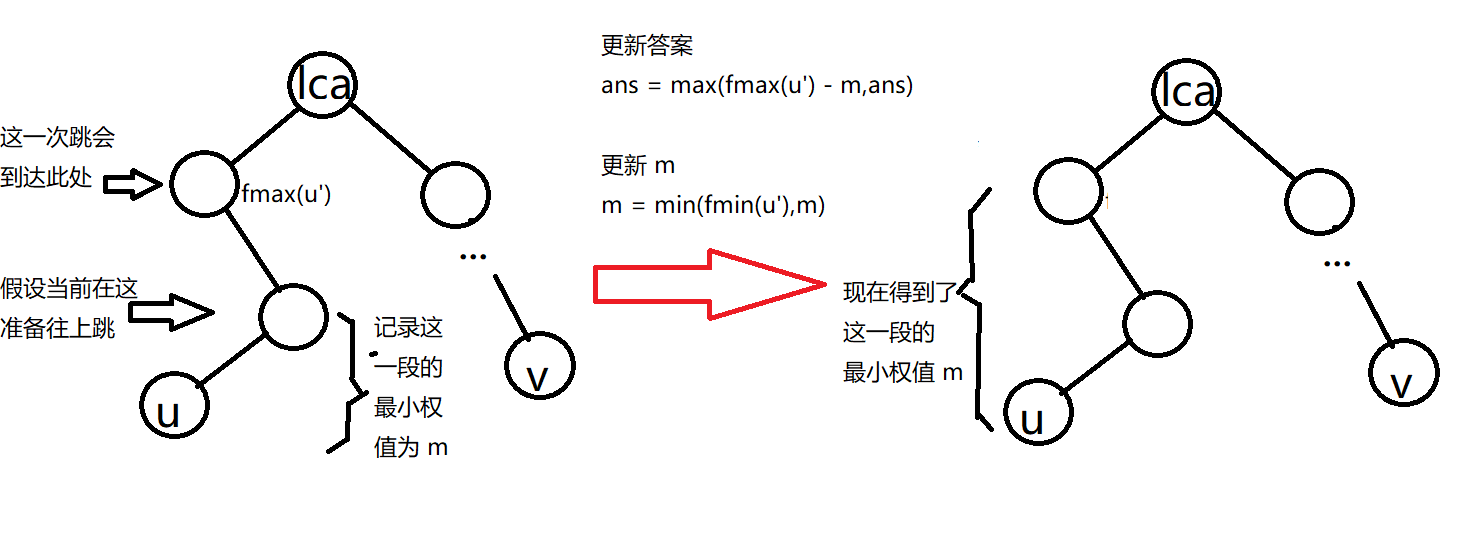 lca
这一次跳会
到达此处
fmax(u')
假设当前在这
准备往上跳
u
记录这
一段的
最小权
值为 m
...
v
更新答案
ans = max(fmax(u') - m,ans)
更新 m
m = min(fmin(u'),m)
lca
现在得到了
这一段的
最小权值 m
u
...
v